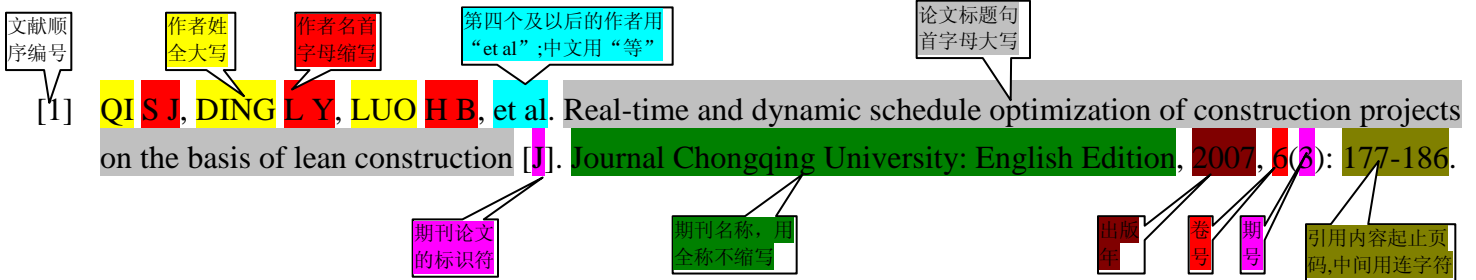 文献顺
序编号
作者姓
全大写
作者名首
字母缩写
第四个及以后的作者用
“et al”;中文用“等”
论文标题句
首字母大写
[1] QI S J, DING L Y, LUO H B, et al. Real-time and dynamic schedule optimization of construction projects
on the basis of lean construction [J]. Journal Chongqing University: English Edition, 2007, 6(3): 177-186.
期刊论文
的标识符
期刊名称，用
全称不缩写
出版
年
卷
号
期
号
引用内容起止页
码,中间用连字符